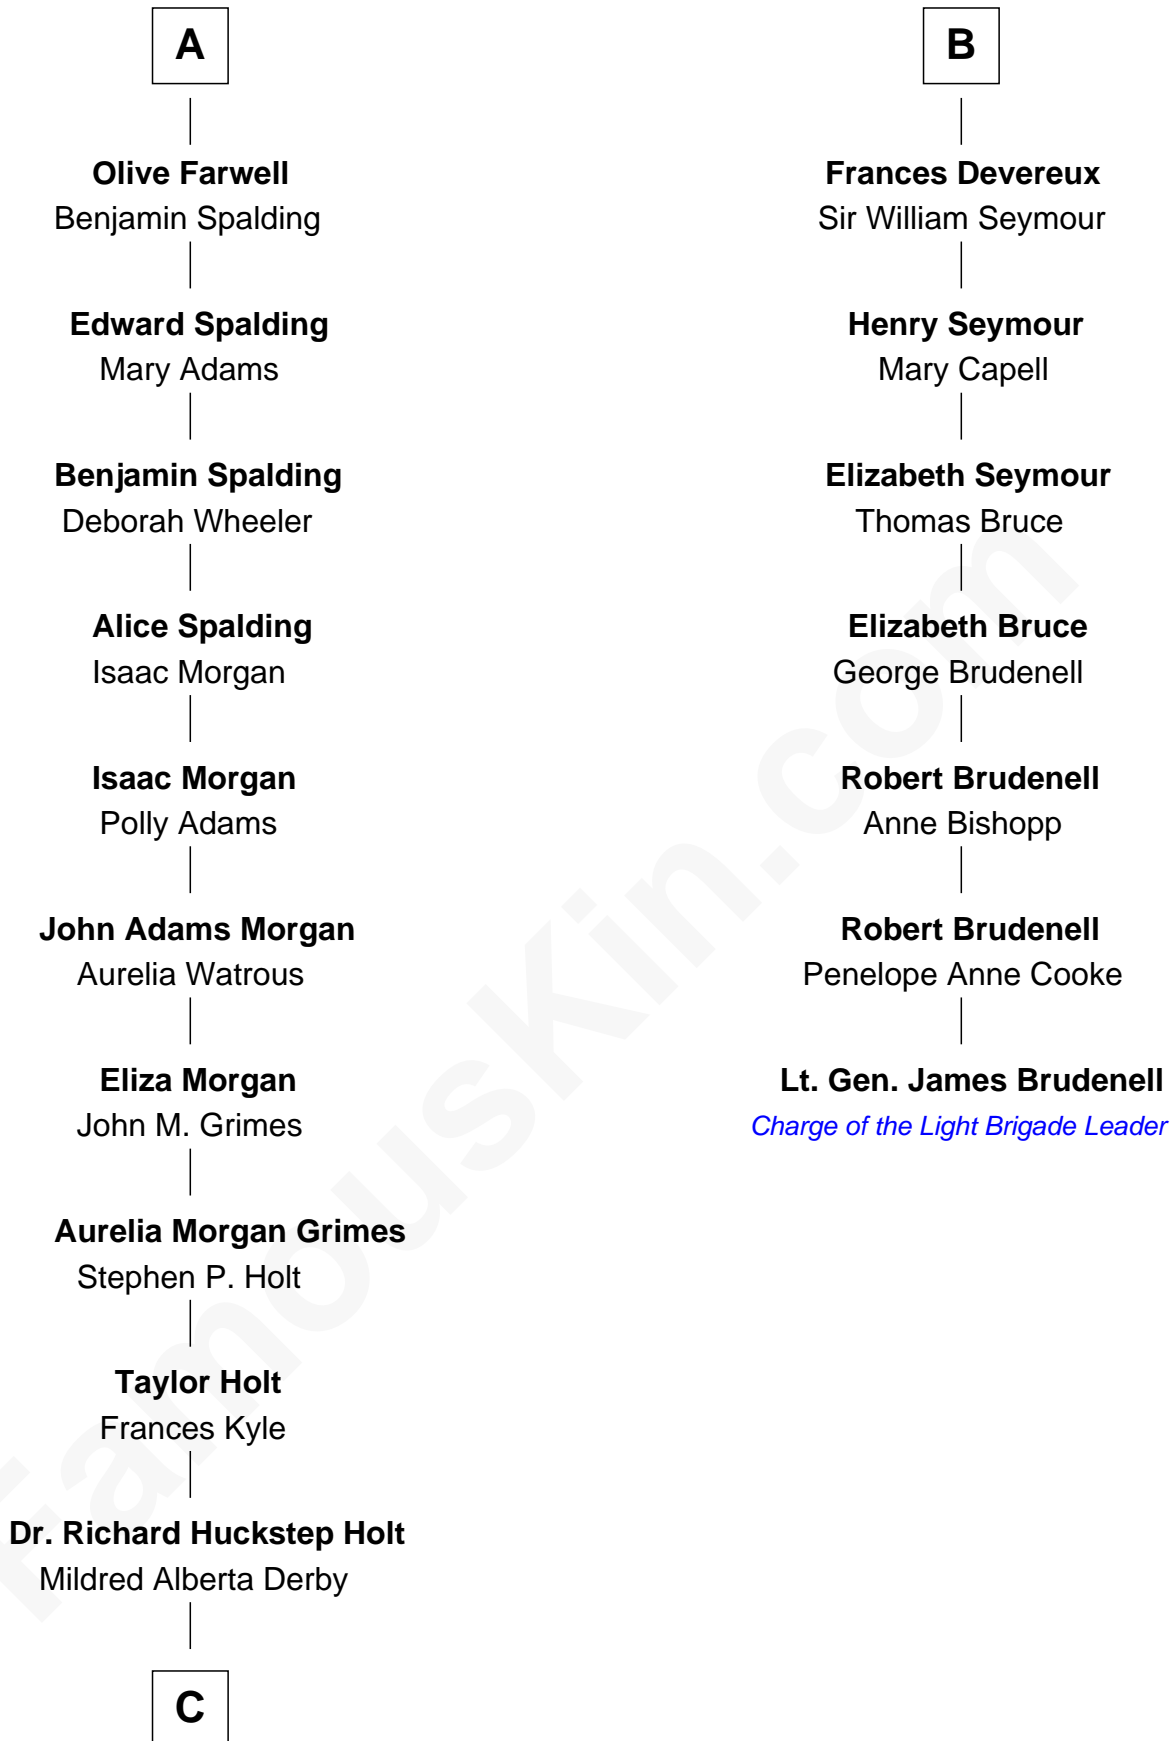 A
Olive Farwell
Benjamin Spalding
Edward Spalding
Mary Adams
Benjamin Spalding
Deborah Wheeler
Alice Spalding
Isaac Morgan
Isaac Morgan
Polly Adams
John Adams Morgan
Aurelia Watrous
Eliza Morgan
John M. Grimes
Aurelia Morgan Grimes
Stephen P. Holt
Taylor Holt
Frances Kyle
Dr. Richard Huckstep Holt
Mildred Alberta Derby
C
B
Frances Devereux
Sir William Seymour
Henry Seymour
Mary Capell
Elizabeth Seymour
Thomas Bruce
Elizabeth Bruce
George Brudenell
Robert Brudenell
Anne Bishopp
Robert Brudenell
Penelope Anne Cooke
Lt. Gen. James Brudenell
Charge of the Light Brigade Leader
FamousKin.com